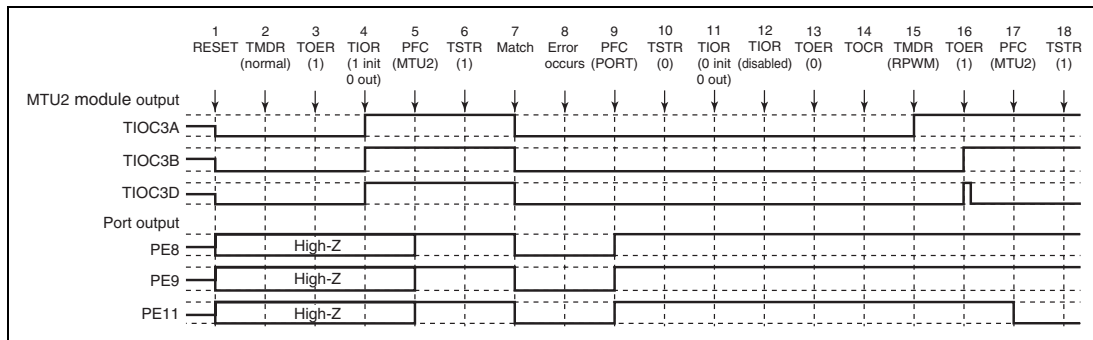 1 2 3 4 5 6 7 8 9 10 11 12 13 14 15 16 17 18
RESET TMDR TOER TIOR PFC TSTR Match Error PFC TSTR TIOR TIOR TOER TOCR TMDR TOER PFC TSTR
(normal) (1) (1 init (MTU2) (1) occurs (PORT) (0) (0 init (disabled) (0) (RPWM) (1) (MTU2) (1)
0 out) 0 out)
MTU2 module output
TIOC3A
TIOC3B
TIOC3D
Port output
PE8 High-Z
PE9 High-Z
PE11 High-Z